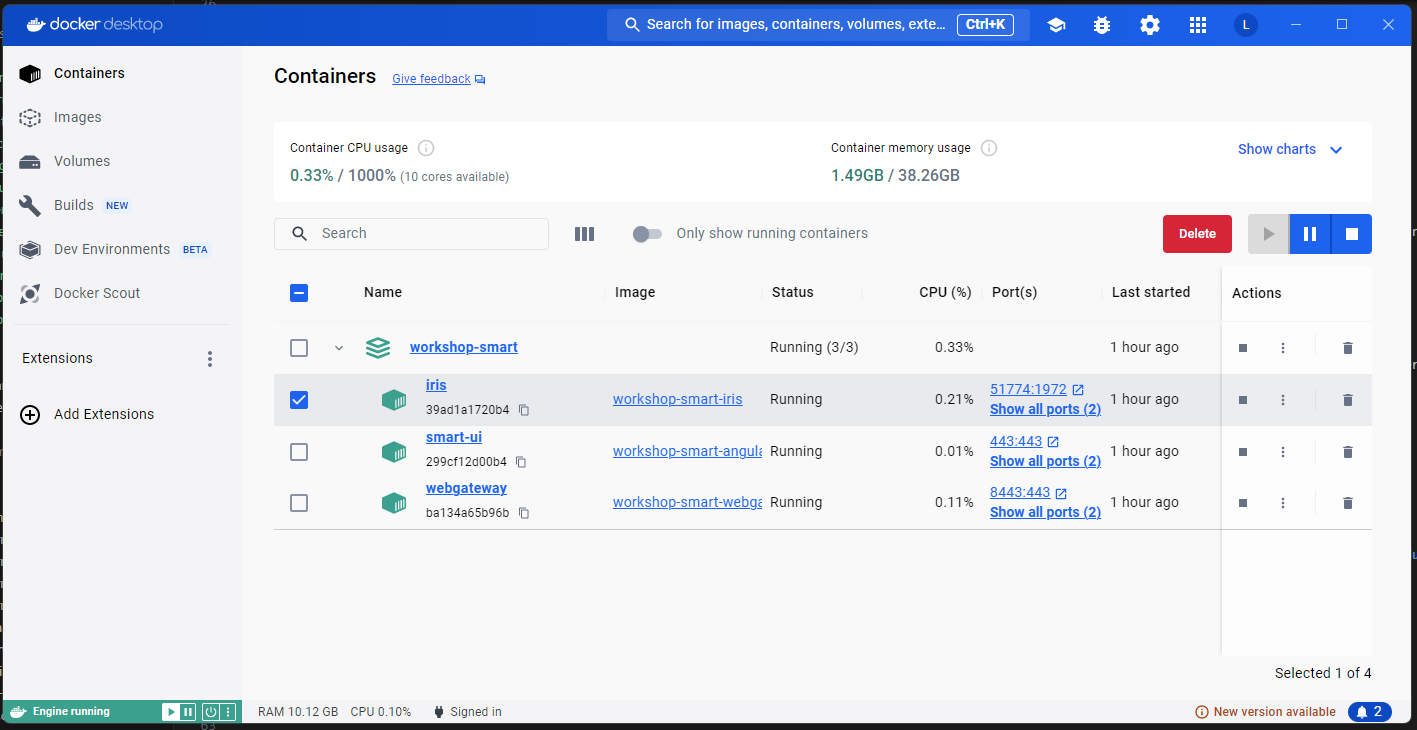 docker desktop
Search for images, containers, volumes, exte... Ctrl+K
L
Containers
Images
Volumes
Builds NEW
Dev Environments BETA
Docker Scout
Extensions
Add Extensions
Containers Give feedback
Container CPU usage
0.33% / 1000% (10 cores available)
Container memory usage
1.49GB / 38.26GB
Show charts
Search
Only show running containers
Delete
Name Image Status CPU (%) Port(s) Last started Actions
workshop-smart Running (3/3) 0.33% 1 hour ago
iris
39ad1a1720b4
workshop-smart-iris Running 0.21%
51774:1972
Show all ports (2)
1 hour ago
smart-ui
299cf12d00b4
workshop-smart-angula Running 0.01%
443:443
Show all ports (2)
1 hour ago
webgateway
ba134a65b96b
workshop-smart-webga Running 0.11%
8443:443
Show all ports (2)
1 hour ago
Selected 1 of 4
Engine running
RAM 10.12 GB CPU 0.10% Signed in
New version available
2